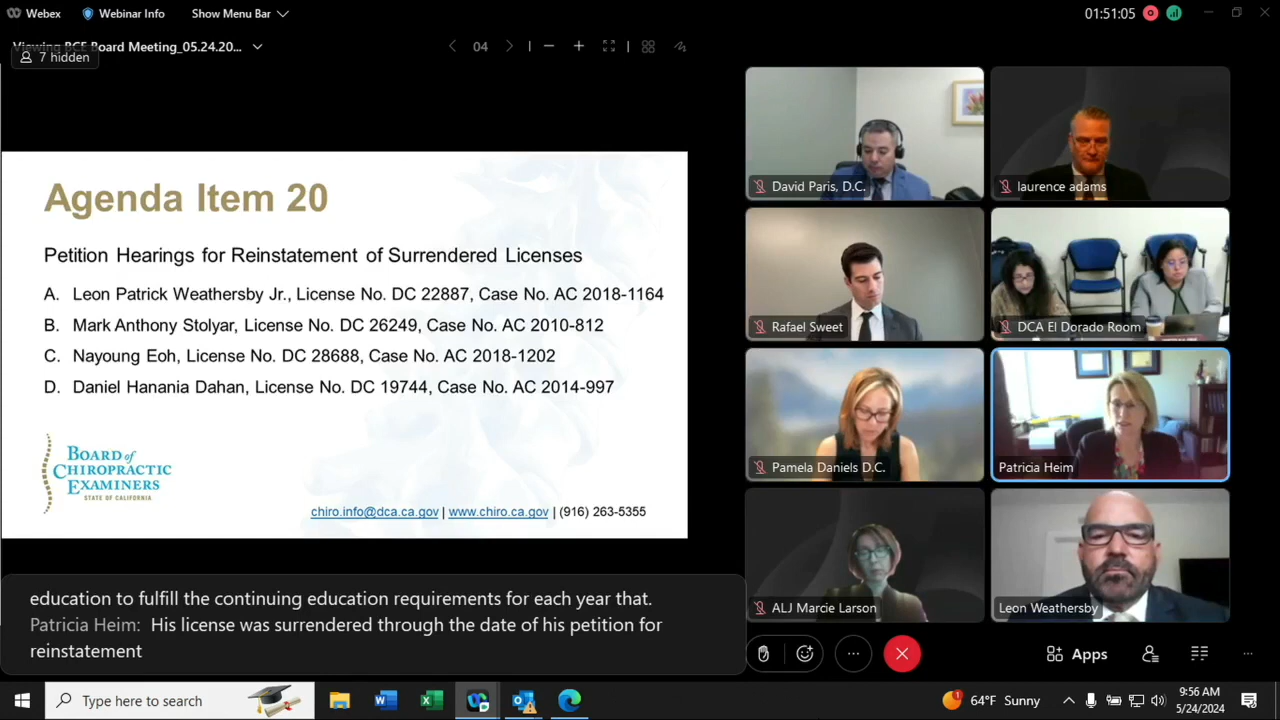 Webex
Webinar Info
Show Menu Bar
01:51:05
Viewing BCE Board Meeting_05.24.20...
04
7 hidden
Agenda Item 20
Petition Hearings for Reinstatement of Surrendered Licenses
A. Leon Patrick Weathersby Jr., License No. DC 22887, Case No. AC 2018-1164
B. Mark Anthony Stolyar, License No. DC 26249, Case No. AC 2010-812
C. Nayoung Eoh, License No. DC 28688, Case No. AC 2018-1202
D. Daniel Hanania Dahan, License No. DC 19744, Case No. AC 2014-997
BOARD of
CHIROPRACTIC
EXAMINERS
STATE OF CALIFORNIA
chiro.info@dca.ca.gov | www.chiro.ca.gov | (916) 263-5355
David Paris, D.C.
laurence adams
Rafael Sweet
DCA El Dorado Room
Pamela Daniels D.C.
Patricia Heim
ALJ Marcie Larson
Leon Weathersby
education to fulfill the continuing education requirements for each year that.
Patricia Heim: His license was surrendered through the date of his petition for
reinstatement
Apps
Type here to search
1
64°F Sunny
9:56 AM
5/24/2024